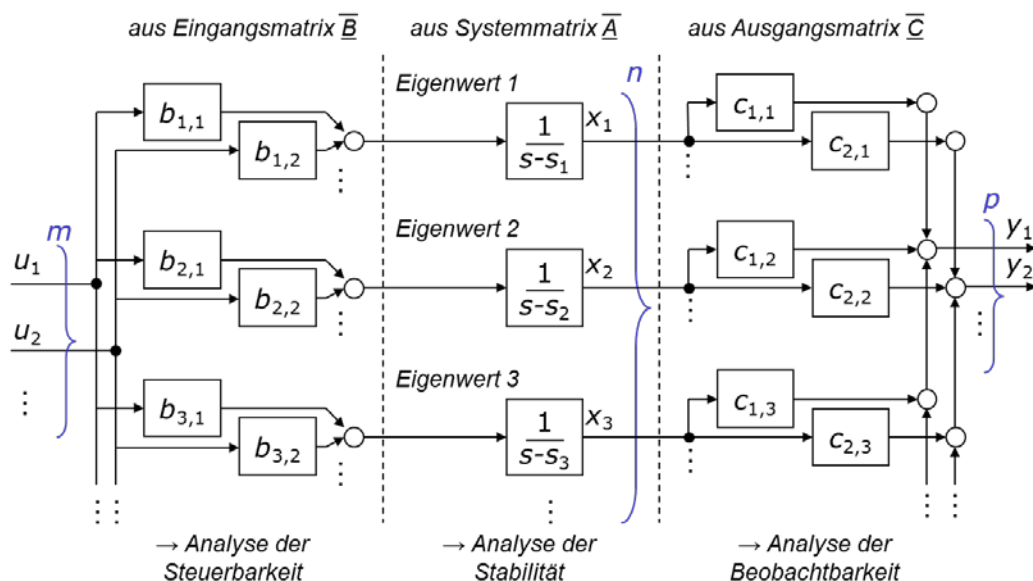 aus Eingangsmatrix B
aus Systemmatrix A
aus Ausgangsmatrix C
Eigenwert 1
n
b1,1
b1,2
1
s-s1
x1
c1,1
c2,1
⋮
⋮
Eigenwert 2
m
p
u1
b2,1
b2,2
1
s-s2
x2
c1,2
c2,2
y1
y2
⋮
⋮
⋮
u2
⋮
Eigenwert 3
b3,1
b3,2
1
s-s3
x3
c1,3
c2,3
⋮
⋮
⋮
⋮ ⋮
⋮ ⋮
→ Analyse der
Steuerbarkeit
→ Analyse der
Stabilität
→ Analyse der
Beobachtbarkeit